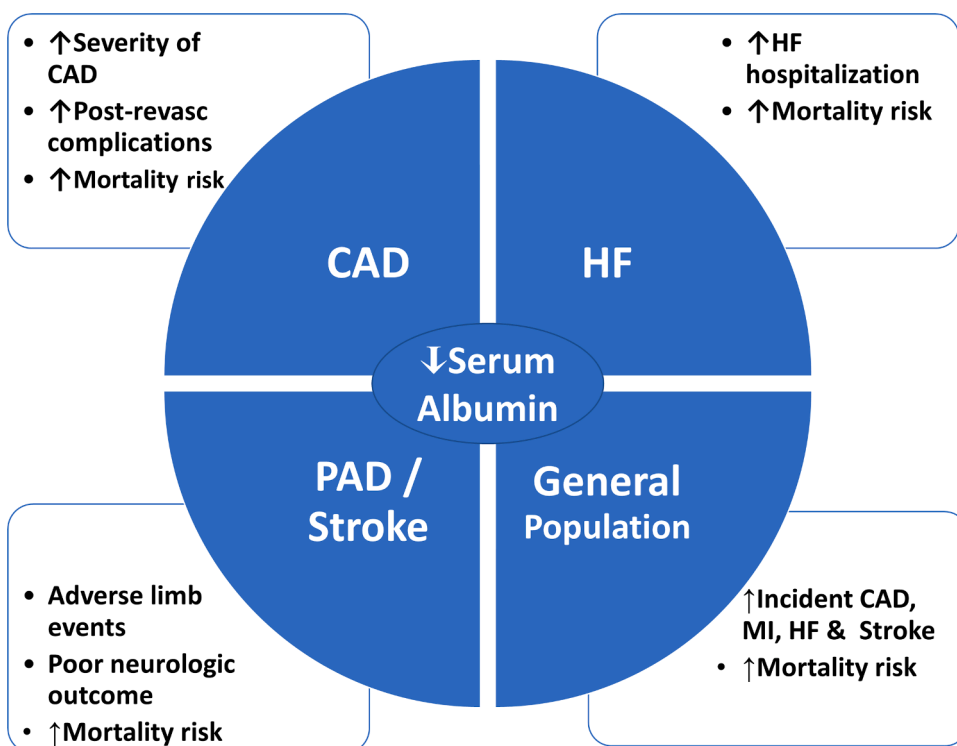 • ↑Severity of
CAD
• ↑Post-revasc
complications
• ↑Mortality risk
• ↑HF
hospitalization
• ↑Mortality risk
CAD
HF
↓Serum
Albumin
PAD /
Stroke
General
Population
• Adverse limb
events
• Poor neurologic
outcome
• ↑Mortality risk
↑Incident CAD,
MI, HF & Stroke
• ↑Mortality risk